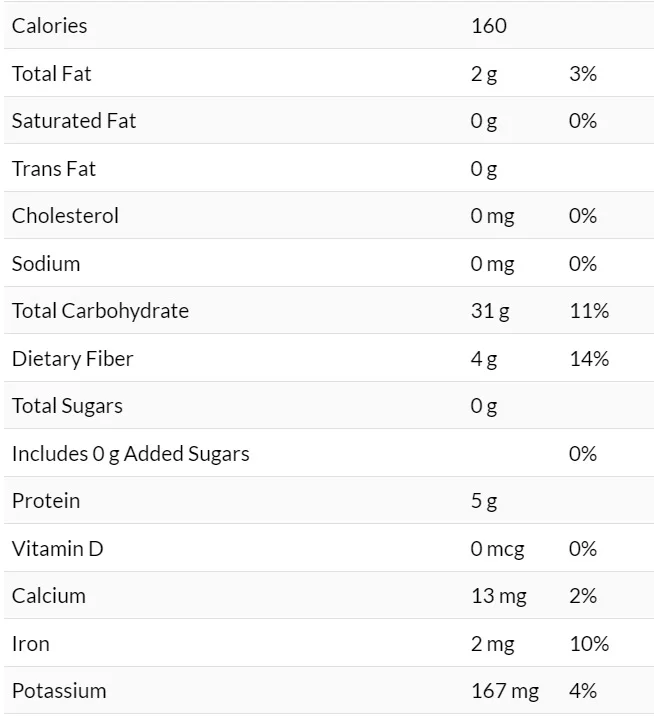 Calories 160
Total Fat 2 g 3%
Saturated Fat 0 g 0%
Trans Fat 0 g
Cholesterol 0 mg 0%
Sodium 0 mg 0%
Total Carbohydrate 31 g 11%
Dietary Fiber 4 g 14%
Total Sugars 0 g
Includes 0 g Added Sugars 0%
Protein 5 g
Vitamin D 0 mcg 0%
Calcium 13 mg 2%
Iron 2 mg 10%
Potassium 167 mg 4%